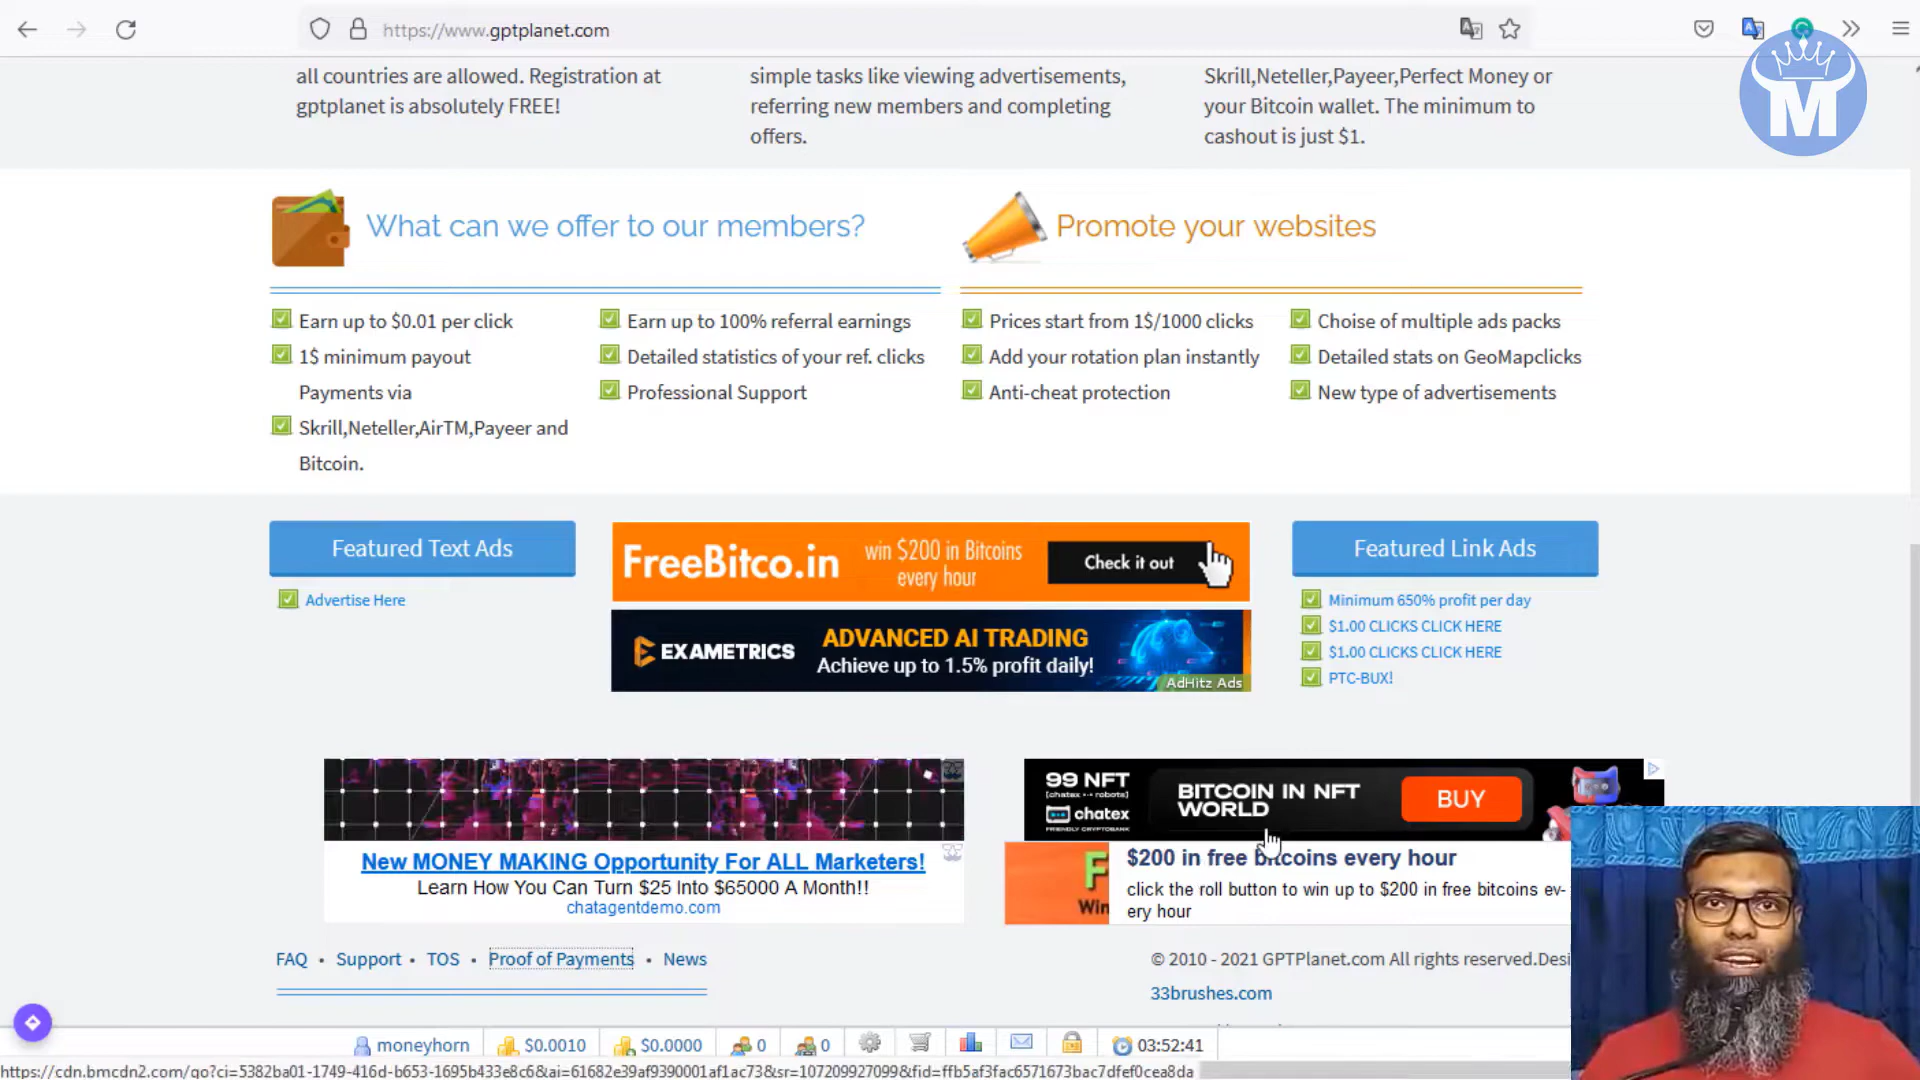 https://www.gptplanet.com
M
all countries are allowed. Registration at
gptplanet is absolutely FREE!
simple tasks like viewing advertisements,
referring new members and completing
offers.
Skrill,Neteller,Payeer,Perfect Money or
your Bitcoin wallet. The minimum to
cashout is just $1.
What can we offer to our members?
Earn up to $0.01 per click
1$ minimum payout
Payments via
Skrill,Neteller,AirTM,Payeer and
Bitcoin.
Earn up to 100% referral earnings
Detailed statistics of your ref. clicks
Professional Support
Promote your websites
Prices start from 1$/1000 clicks
Add your rotation plan instantly
Anti-cheat protection
Choise of multiple ads packs
Detailed stats on GeoMapclicks
New type of advertisements
Featured Text Ads
Advertise Here
FreeBitco.in
win $200 in Bitcoins
every hour
Check it out
EXAMETRICS
ADVANCED AI TRADING
Achieve up to 1.5% profit daily!
AdHitz Ads
Featured Link Ads
Minimum 650% profit per day
$1.00 CLICKS CLICK HERE
$1.00 CLICKS CLICK HERE
PTC-BUX!
New MONEY MAKING Opportunity For ALL Marketers!
Learn How You Can Turn $25 Into $65000 A Month!!
chatagentdemo.com
99 NFT
[chatex -•- robots]
chatex
FRIENDLY CRYPTOBANK
BITCOIN IN NFT
WORLD
BUY
F
Win
$200 in free bitcoins every hour
click the roll button to win up to $200 in free bitcoins ev-
ery hour
FAQ • Support • TOS • Proof of Payments • News
© 2010 - 2021 GPTPlanet.com All rights reserved.Desi
33brushes.com
moneyhorn $0.0010 $0.0000 0 0 03:52:41
https://cdn.bmcdn2.com/go?ci=5382ba01-1749-416d-b653-1695b433e8c6&ai=61682e39af9390001af1ac73&sr=107209927099&fid=ffb5af3fac6571673bac7dfef0cea8da